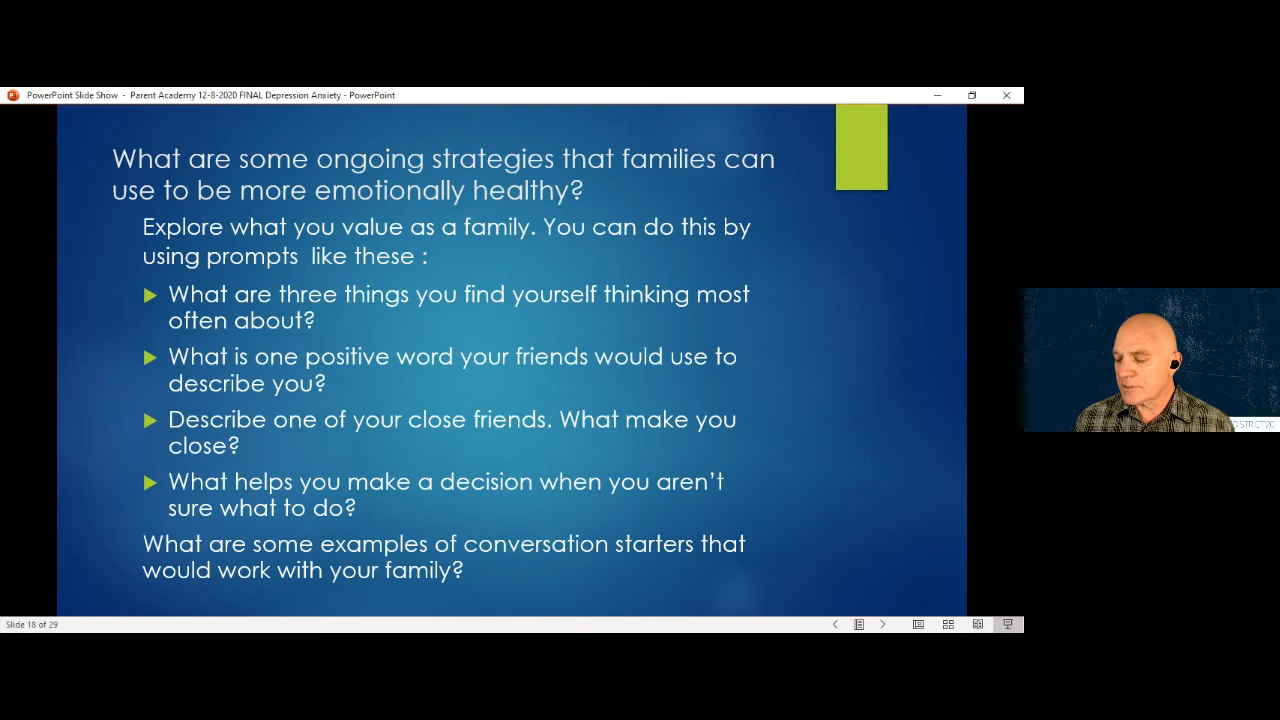 PowerPoint Slide Show - Parent Academy 12-8-2020 FINAL Depression Anxiety - PowerPoint
What are some ongoing strategies that families can
use to be more emotionally healthy?
Explore what you value as a family. You can do this by
using prompts like these :
What are three things you find yourself thinking most
often about?
What is one positive word your friends would use to
describe you?
Describe one of your close friends. What make you
close?
What helps you make a decision when you aren't
sure what to do?
What are some examples of conversation starters that
would work with your family?
Slide 18 of 29